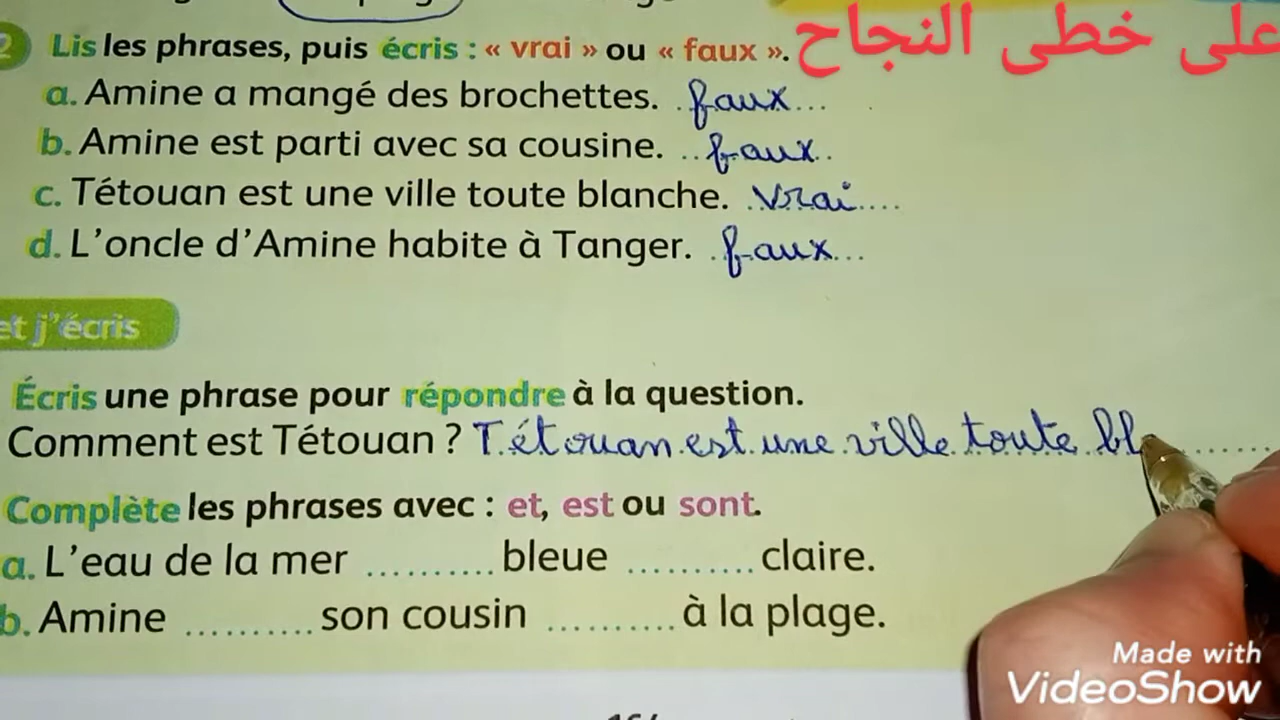 على خطى النجاح
2 Lis les phrases, puis écris : « vrai » ou « faux ».
a. Amine a mangé des brochettes. faux
b. Amine est parti avec sa cousine. faux
c. Tétouan est une ville toute blanche. vrai
d. L'oncle d'Amine habite à Tanger. faux
et j'écris
Écris une phrase pour répondre à la question.
Comment est Tétouan ? Tétouan est une ville toute bl
Complète les phrases avec : et, est ou sont.
a. L'eau de la mer .......... bleue .......... claire.
b. Amine .......... son cousin .......... à la plage.
Made with
VideoShow